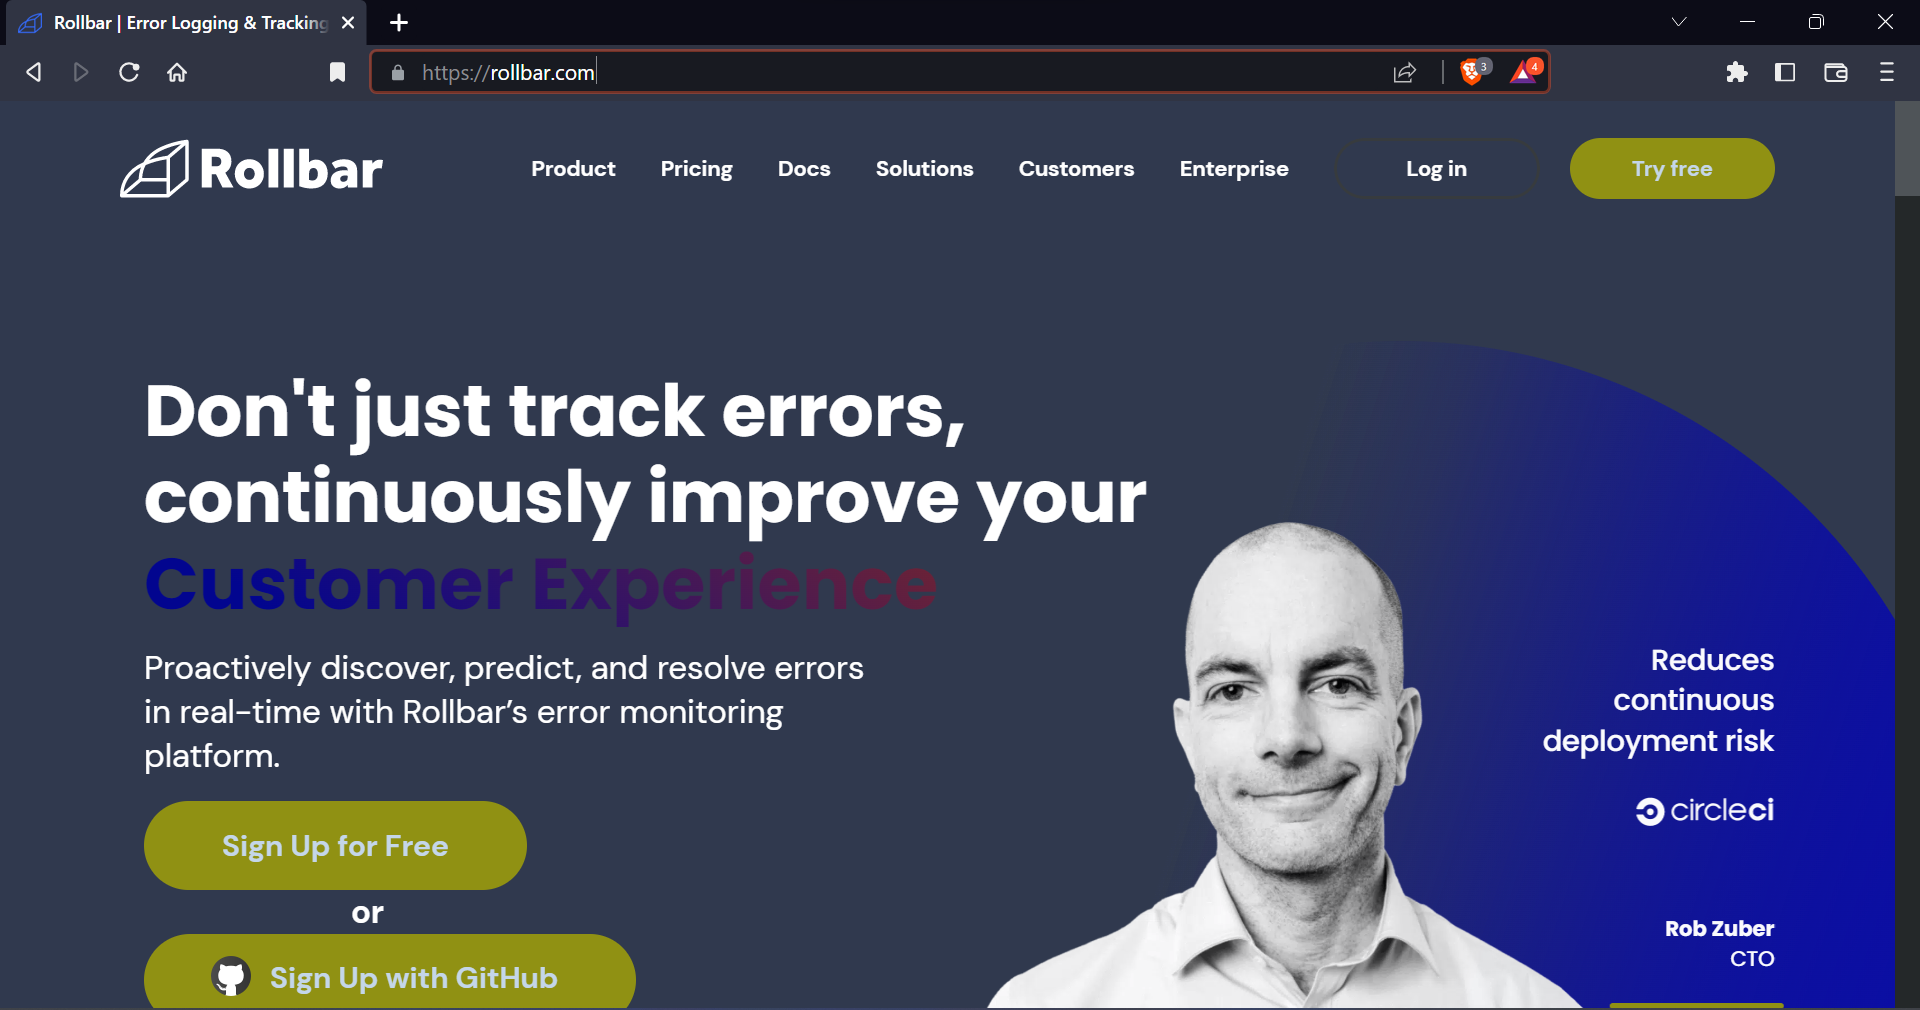 Rollbar | Error Logging & Tracking
https://rollbar.com
3
4
Rollbar
Product
Pricing
Docs
Solutions
Customers
Enterprise
Log in
Try free
Don't just track errors,
continuously improve your
Customer Experience
Proactively discover, predict, and resolve errors
in real-time with Rollbar’s error monitoring
platform.
Sign Up for Free
or
Sign Up with GitHub
Reduces
continuous
deployment risk
circleci
Rob Zuber
CTO